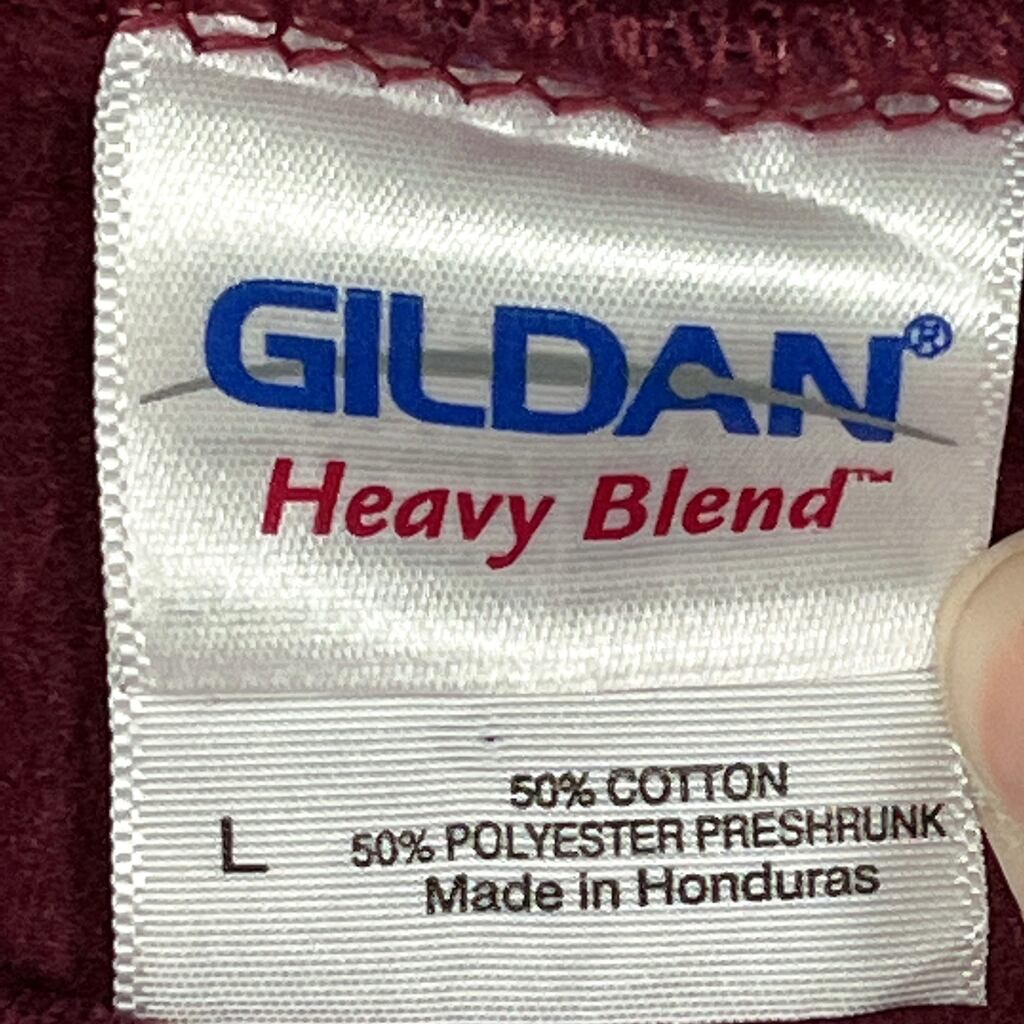 GILDAN®
Heavy Blend™
50% COTTON
L 50% POLYESTER PRESHRUNK
Made in Honduras